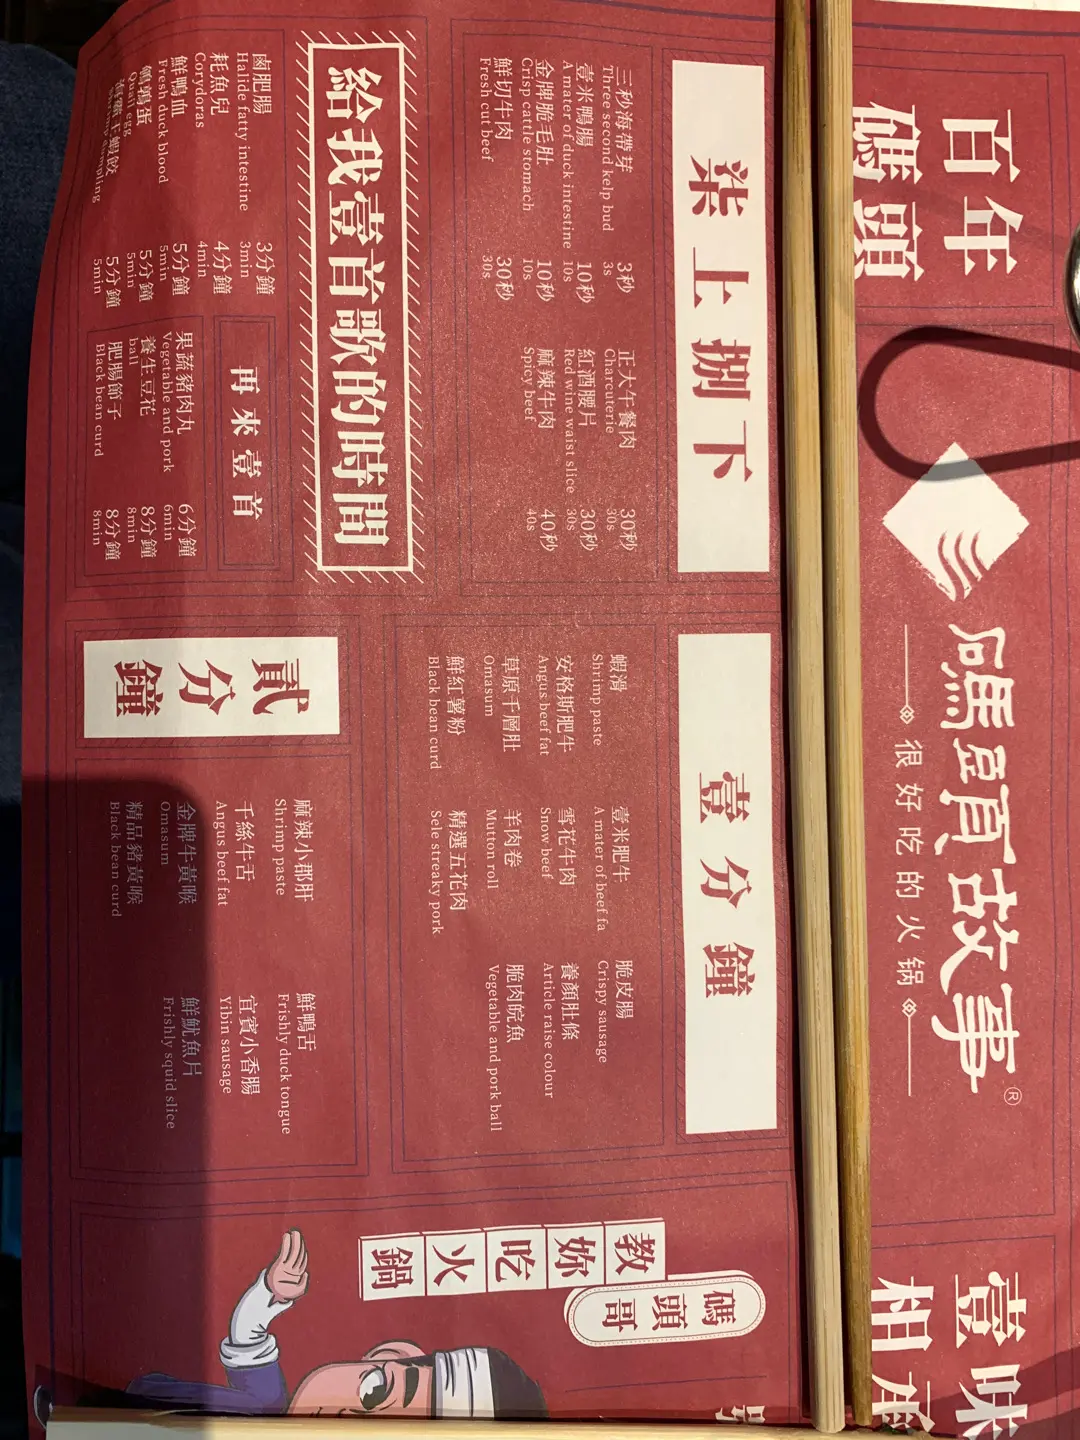 百年
碼頭
碼頭故事®
很好吃的火锅
壹味
相
柒上捌下
三秒海帶芽 3秒
Three second kelp bud 3s
壹米鴨腸 10秒
A mater of duck intestine 10s
金牌脆毛肚 10秒
Crisp cattle stomach 10s
鮮切牛肉 30秒
Fresh cut beef 30s
正大午餐肉 30秒
Charcuterie 30s
紅酒腰片 30秒
Red wine waist slice 30s
麻辣牛肉 40秒
Spicy beef 40s
給我壹首歌的時間
鹵肥腸 3分鐘
Halide fatty intestine 3min
耗魚兒 4分鐘
Corydoras 4min
鮮鴨血 5分鐘
Fresh duck blood 5min
鵪鶉蛋 5分鐘
Quail egg 5min
蝦餃 5分鐘
dumpling 5min
再來壹首
果蔬豬肉丸 6分鐘
Vegetable and pork 6min
ball
養生豆花 8分鐘
8min
肥腸節子 8分鐘
Black bean curd 8min
壹分鐘
蝦滑
Shrimp paste
安格斯肥牛
Angus beef fat
草原千層肚
Omasum
鮮紅薯粉
Black bean curd
壹米肥牛
A mater of beef fa
雪花牛肉
Snow beef
羊肉卷
Mutton roll
精選五花肉
Sele streaky pork
脆皮腸
Crispy sausage
養顏肚條
Article raise colour
脆肉皖魚
Vegetable and pork ball
貳分鐘
麻辣小郡肝
Shrimp paste
千絲牛舌
Angus beef fat
金牌牛黃喉
Omasum
精品豬黃喉
Black bean curd
鮮鴨舌
Frishly duck tongue
宜賓小香腸
Yibin sausage
鮮魷魚片
Frishly squid slice
碼頭哥
教妳吃火鍋